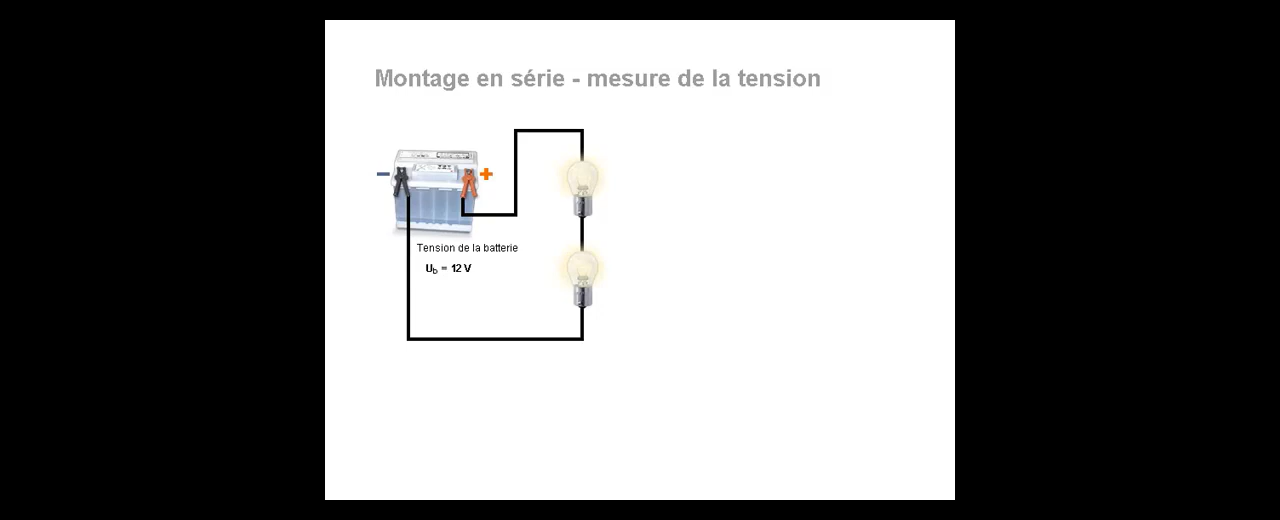 Montage en série - mesure de la tension
− +
Tension de la batterie
Ub = 12 V